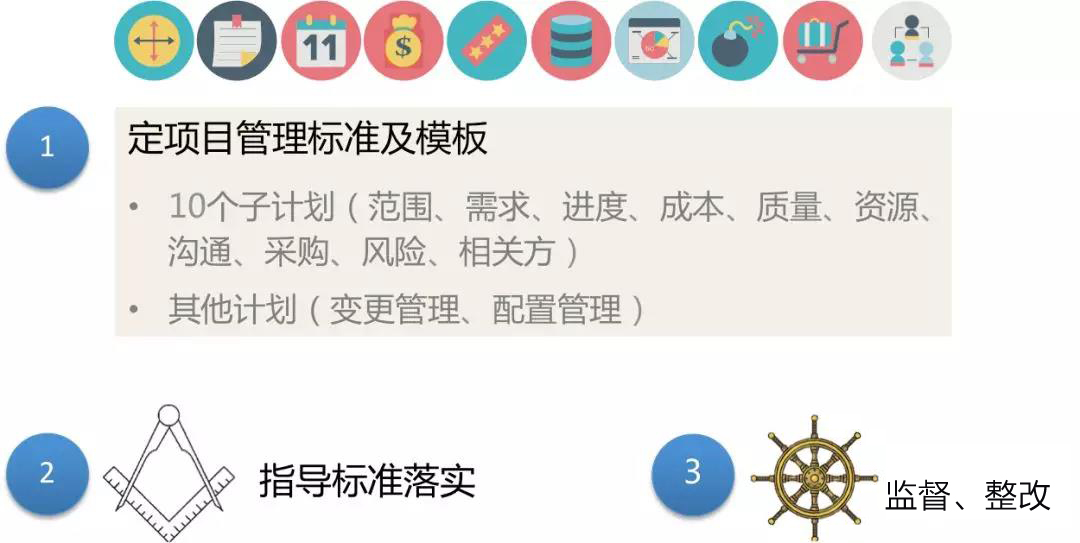 11
$
1
定项目管理标准及模板
• 10个子计划（范围、需求、进度、成本、质量、资源、
沟通、采购、风险、相关方）
• 其他计划（变更管理、配置管理）
2
指导标准落实
3
监督、整改